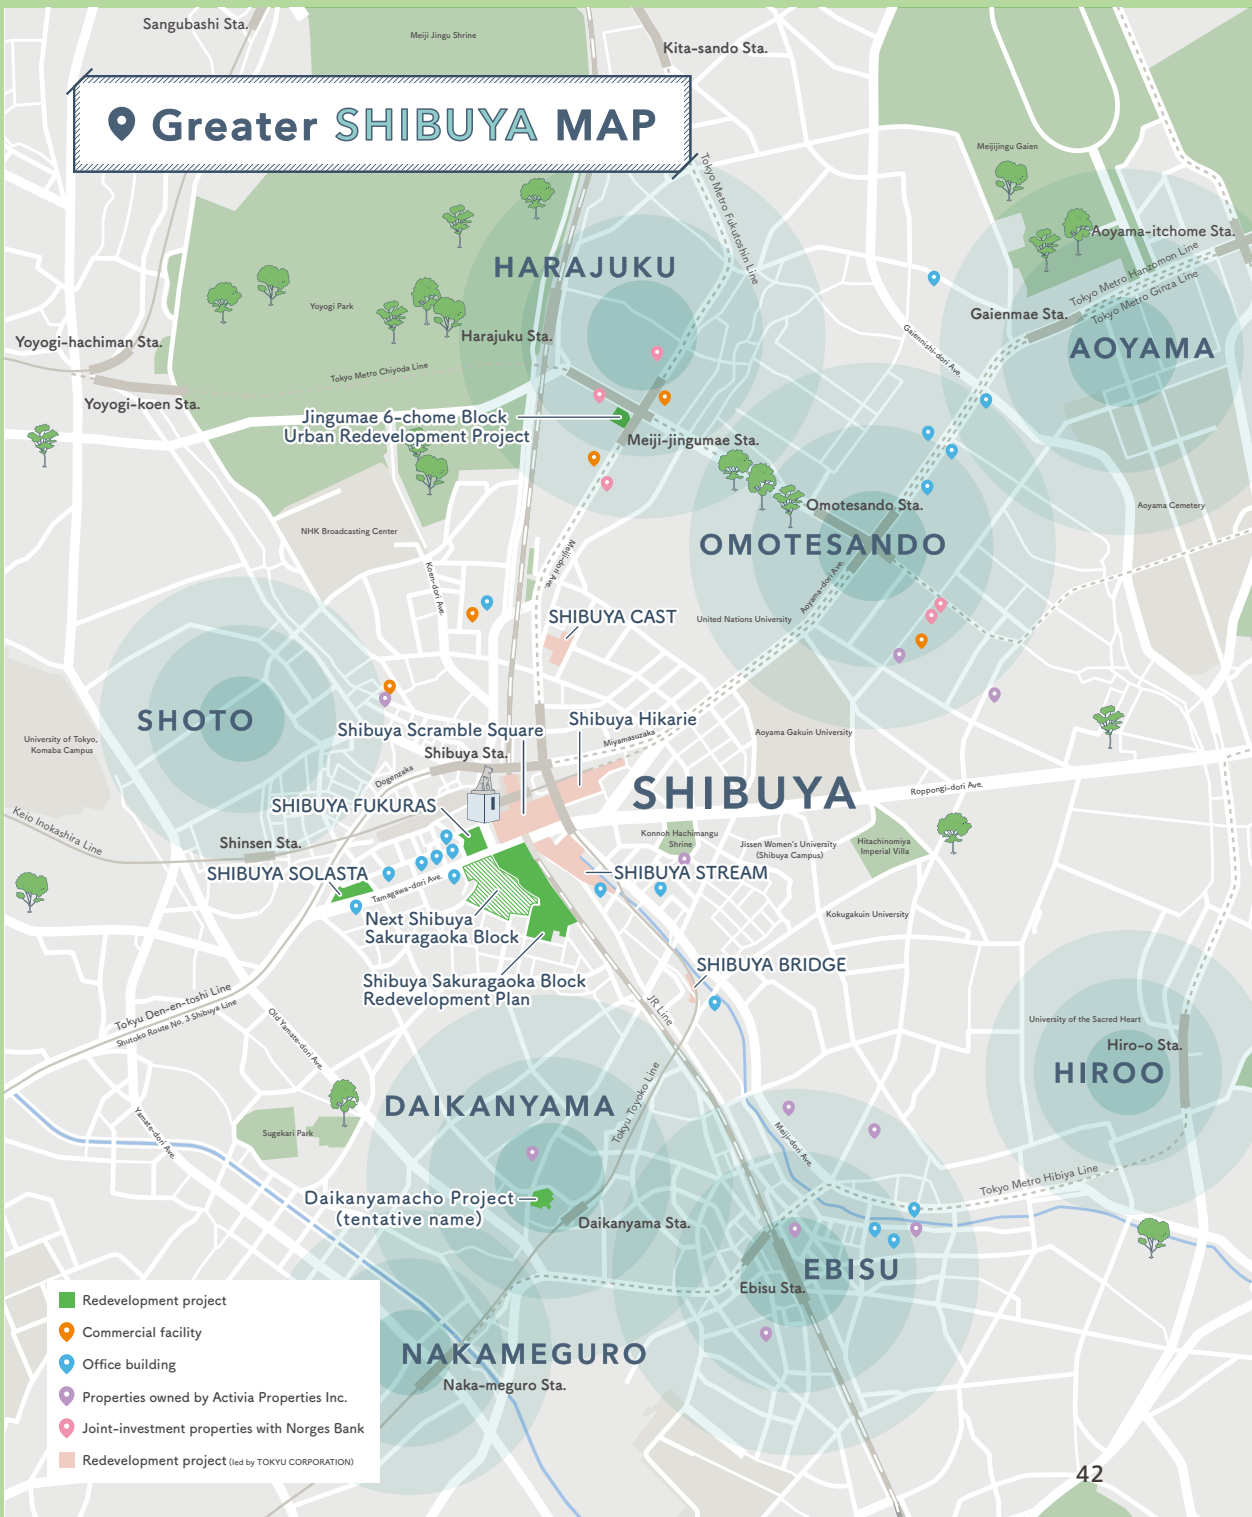 Sangubashi Sta.
Meiji Jingu Shrine
Kita-sando Sta.
Greater SHIBUYA MAP
Meijijingu Gaien
Tokyo Metro Fukutoshin Line
Aoyama-itchome Sta.
Tokyo Metro Hanzomon Line
Tokyo Metro Ginza Line
HARAJUKU
Yoyogi Park
Gaienmae Sta.
Harajuku Sta.
Gaiennishi-dori Ave.
AOYAMA
Yoyogi-hachiman Sta.
Tokyo Metro Chiyoda Line
Yoyogi-koen Sta.
Jingumae 6-chome Block
Urban Redevelopment Project
Meiji-jingumae Sta.
Omotesando Sta.
Aoyama Cemetery
NHK Broadcasting Center
OMOTESANDO
Meiji-dori Ave.
Koen-dori Ave.
Aoyama-dori Ave.
SHIBUYA CAST
United Nations University
SHOTO
University of Tokyo,
Komaba Campus
Shibuya Scramble Square
Shibuya Hikarie
Miyamasuzaka
Aoyama Gakuin University
Shibuya Sta.
Dogenzaka
SHIBUYA
Roppongi-dori Ave.
SHIBUYA FUKURAS
Keio Inokashira Line
Shinsen Sta.
Konnoh Hachimangu
Shrine
Jissen Women's University
(Shibuya Campus)
Hitachinomiya
Imperial Villa
SHIBUYA SOLASTA
SHIBUYA STREAM
Tamagawa-dori Ave.
Next Shibuya
Sakuragaoka Block
Kokugakuin University
SHIBUYA BRIDGE
Shibuya Sakuragaoka Block
Redevelopment Plan
JR Line
Tokyu Den-en-toshi Line
Shutoko Route No. 3 Shibuya Line
Old Yamate-dori Ave.
University of the Sacred Heart
Hiro-o Sta.
HIROO
DAIKANYAMA
Tokyu Toyoko Line
Yamate-dori Ave.
Sugekari Park
Meiji-dori Ave.
Tokyo Metro Hibiya Line
Daikanyamacho Project
(tentative name)
Daikanyama Sta.
EBISU
Ebisu Sta.
NAKAMEGURO
Naka-meguro Sta.
Redevelopment project
Commercial facility
Office building
Properties owned by Activia Properties Inc.
Joint-investment properties with Norges Bank
Redevelopment project (led by TOKYU CORPORATION)
42